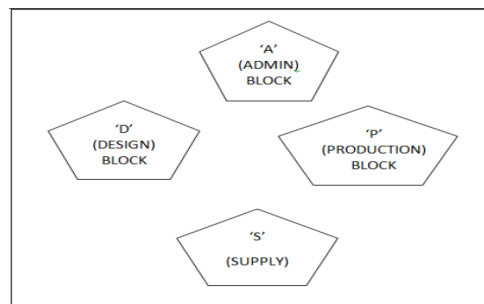 ‘A’
(ADMIN)
BLOCK
‘D’
(DESIGN)
BLOCK
‘P’
(PRODUCTION)
BLOCK
‘S’
(SUPPLY)